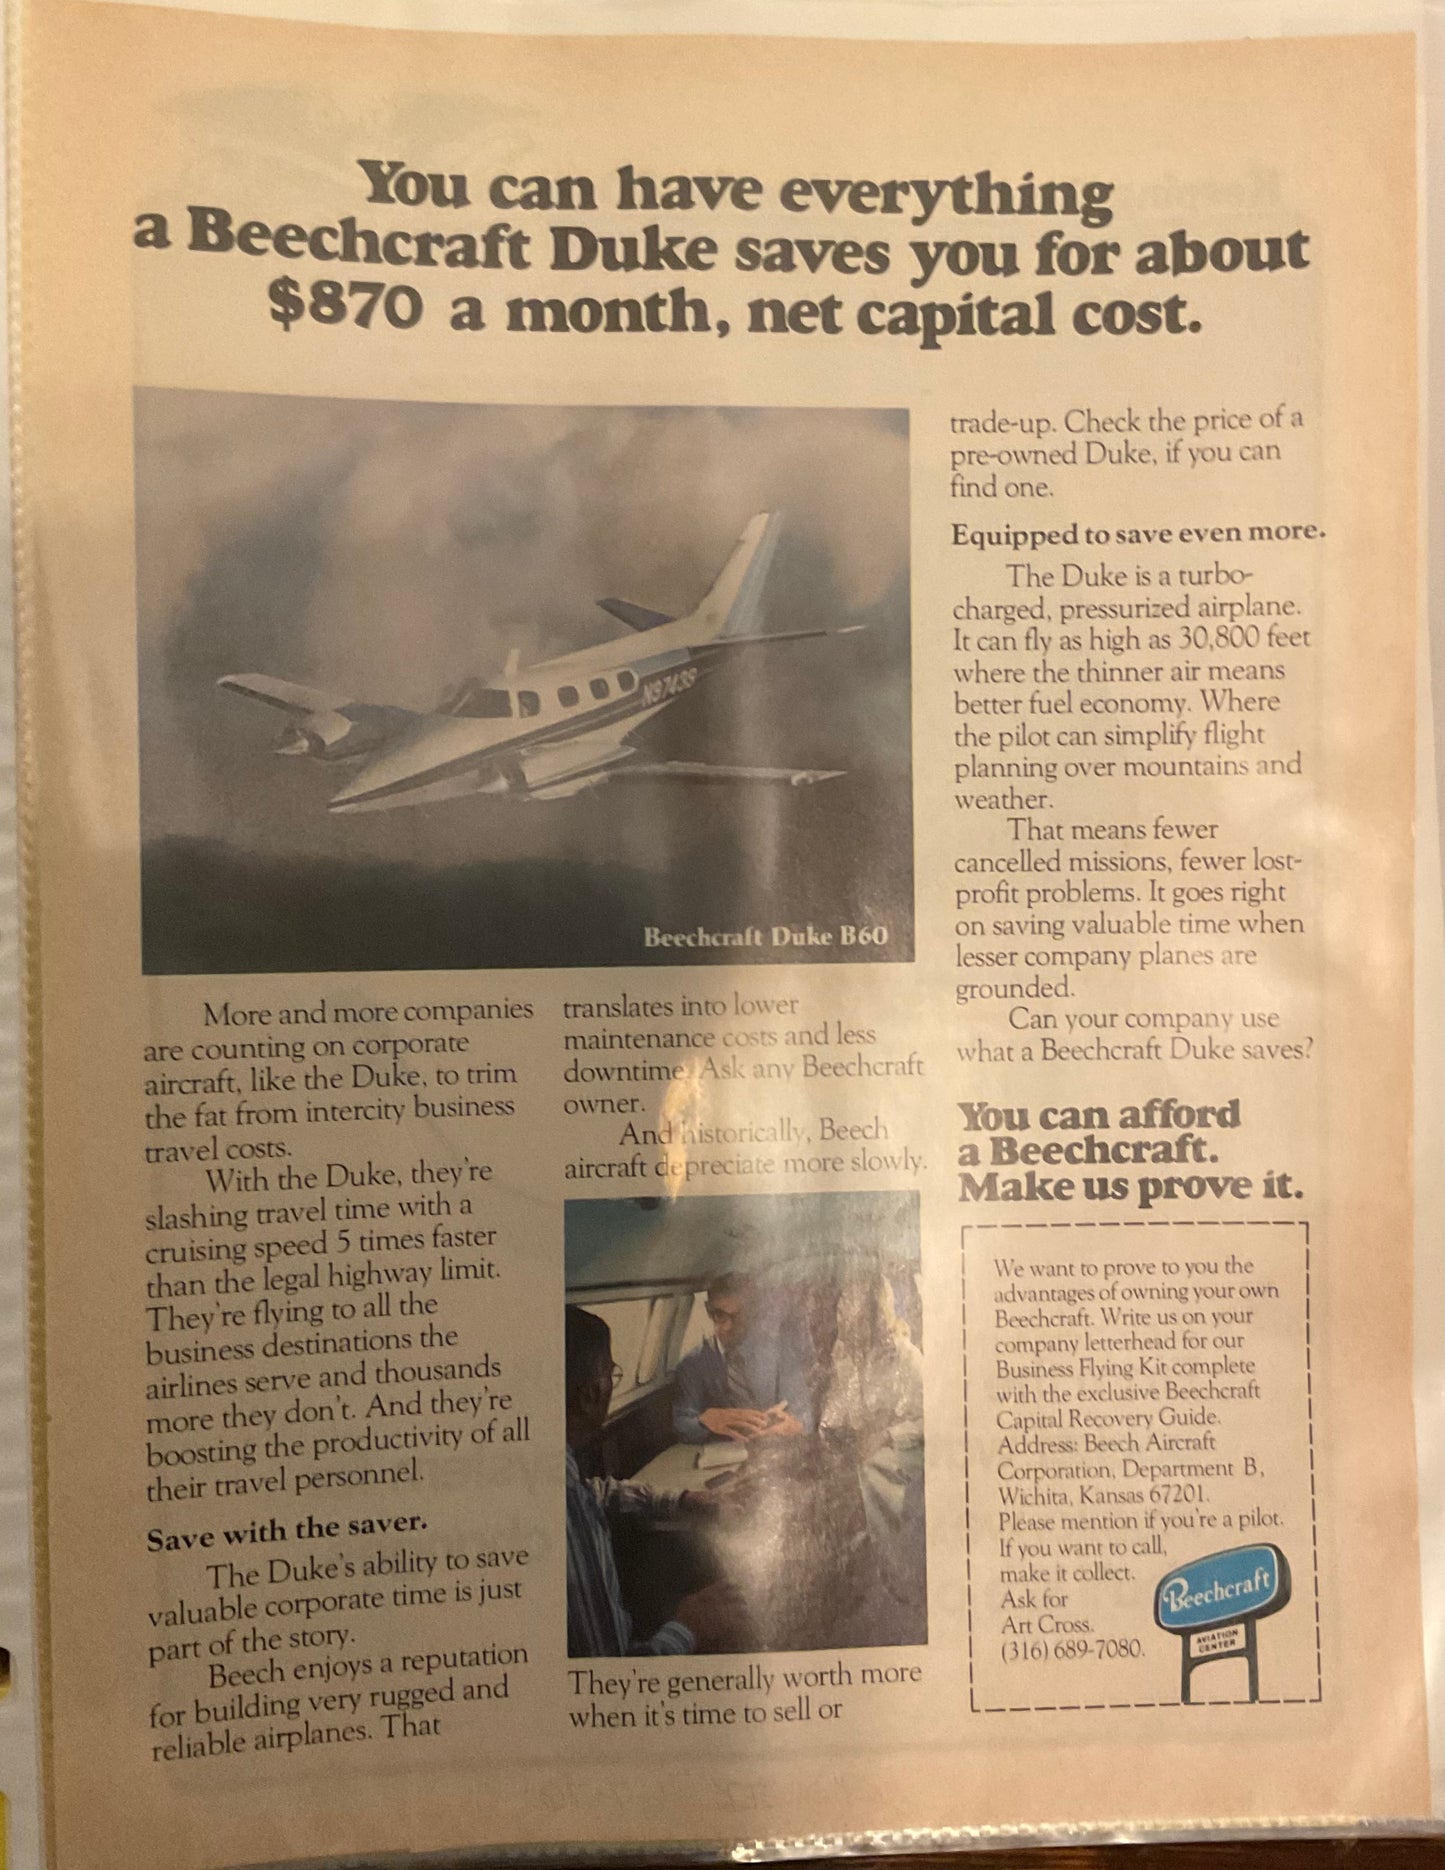 You can have everything
a Beechcraft Duke saves you for about
$870 a month, net capital cost.
N9743S
Beechcraft Duke B60
More and more companies
are counting on corporate
aircraft, like the Duke, to trim
the fat from intercity business
travel costs.
With the Duke, they're
slashing travel time with a
cruising speed 5 times faster
than the legal highway limit.
They're flying to all the
business destinations the
airlines serve and thousands
more they don't. And they're
boosting the productivity of all
their travel personnel.
Save with the saver.
The Duke's ability to save
valuable corporate time is just
part of the story.
Beech enjoys a reputation
for building very rugged and
reliable airplanes. That
translates into lower
maintenance costs and less
downtime. Ask any Beechcraft
owner.
And historically, Beech
aircraft depreciate more slowly.
They're generally worth more
when it's time to sell or
trade-up. Check the price of a
pre-owned Duke, if you can
find one.
Equipped to save even more.
The Duke is a turbo-
charged, pressurized airplane.
It can fly as high as 30,800 feet
where the thinner air means
better fuel economy. Where
the pilot can simplify flight
planning over mountains and
weather.
That means fewer
cancelled missions, fewer lost-
profit problems. It goes right
on saving valuable time when
lesser company planes are
grounded.
Can your company use
what a Beechcraft Duke saves?
You can afford
a Beechcraft.
Make us prove it.
We want to prove to you the
advantages of owning your own
Beechcraft. Write us on your
company letterhead for our
Business Flying Kit complete
with the exclusive Beechcraft
Capital Recovery Guide.
Address: Beech Aircraft
Corporation, Department B,
Wichita, Kansas 67201.
Please mention if you're a pilot.
If you want to call,
make it collect.
Ask for
Art Cross.
(316) 689-7080.
Beechcraft
AVIATION
CENTER